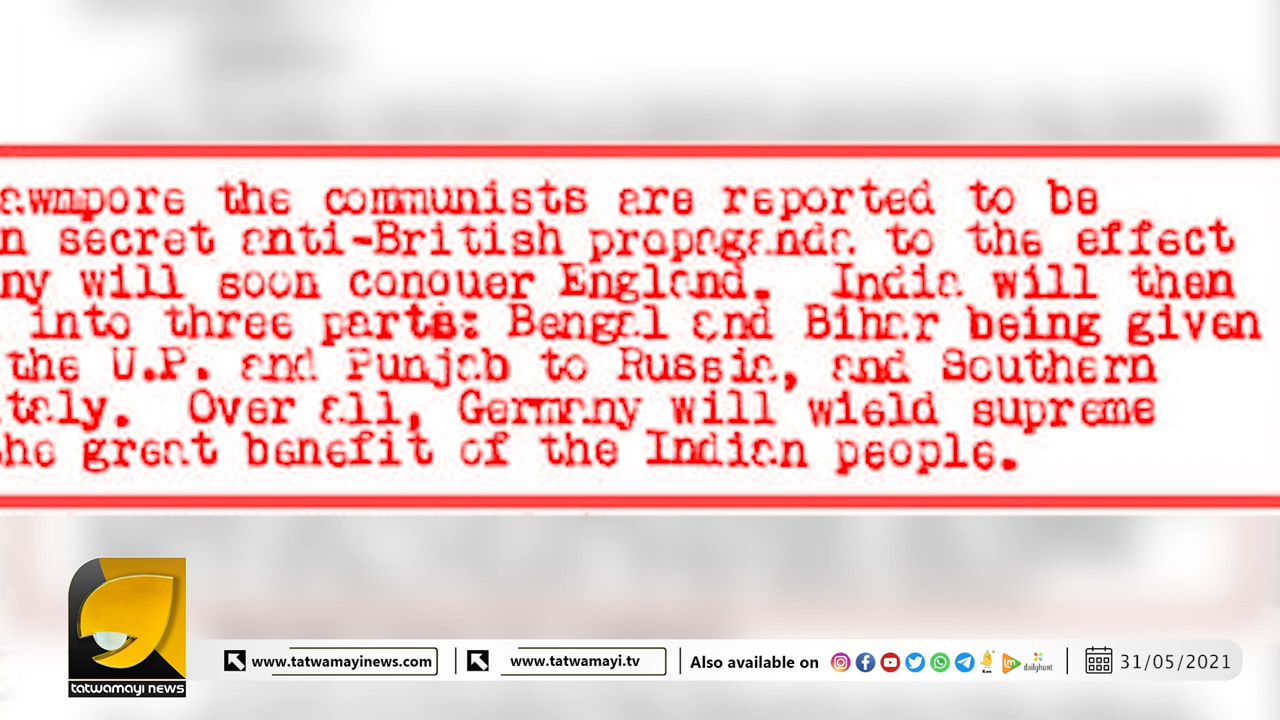 awnpore the communists are reported to be
n secret anti-British propaganda to the effect
ny will soon conquer England. India will then
into three parts: Bengal and Bihar being given
the U.P. and Punjab to Russia, and Southern
taly. Over all, Germany will wield supreme
he great benefit of the Indian people.
tatwamayi news
www.tatwamayinews.com
www.tatwamayi.tv
Also available on
dailyhunt
31/05/2021